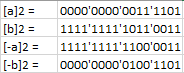 [a]2 = 0000'0000'0011'1101
[b]2 = 1111'1111'1011'0011
[-a]2 = 1111'1111'1100'0011
[-b]2 = 0000'0000'0100'1101